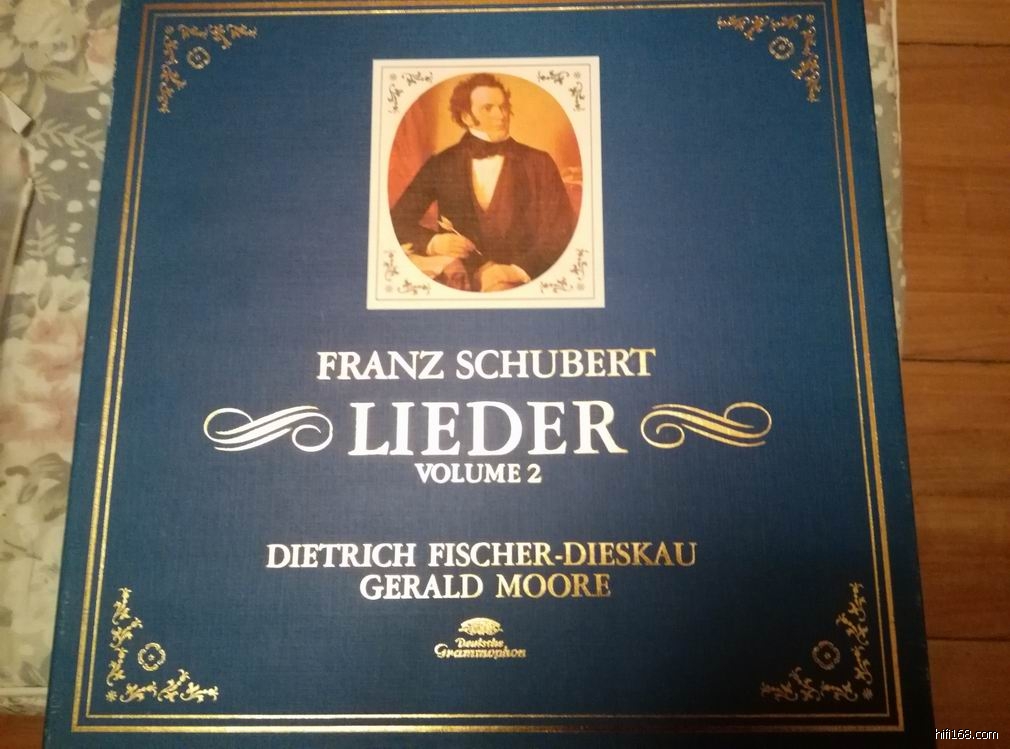 FRANZ SCHUBERT
LIEDER
VOLUME 2
DIETRICH FISCHER-DIESKAU
GERALD MOORE
Deutsche
Grammophon
hifi168.com